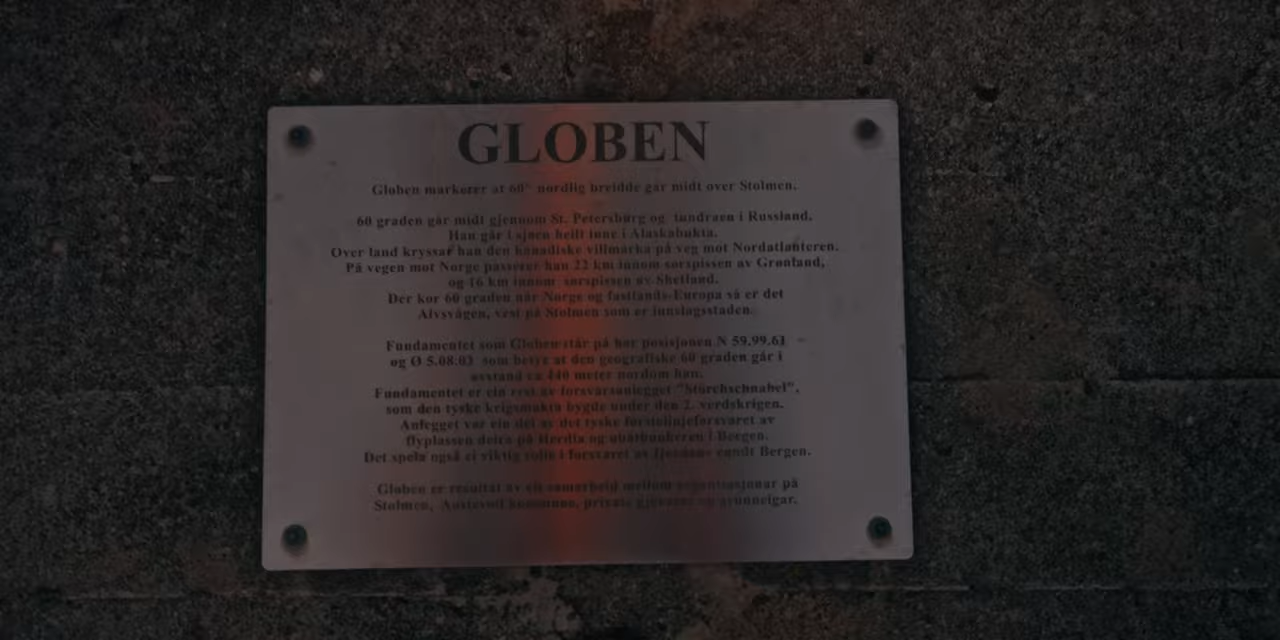 GLOBEN
Globen markerer at 60° nordlig breidde går midt over Stolmen.
60 graden går midt gjennom St. Petersburg og tundraen i Russland.
Han går i sjøen heilt inne i Alaskabukta.
Over land kryssar han den kanadiske villmarka på veg mot Nordatlanteren.
På vegen mot Norge passerer han 22 km innom sørspissen av Grønland,
og 16 km innom sørspissen av Shetland.
Der kor 60 graden når Norge og fastlands-Europa så er det
Alvsvågen, vest på Stolmen som er innslagsstaden.
Fundamentet som Globen står på har posisjonen N 59.99.61
og Ø 5.08.03 som betyr at den geografiske 60 graden går i
avstand ca 440 meter nordom han.
Fundamentet er ein rest av forsvarsanlegget "Storchschnabel",
som den tyske krigsmakta bygde under den 2. verdskrigen.
Anlegget var ein del av det tyske førstelinjeforsvaret av
flyplassen deira på Herdla og ubåtbunkeren i Bergen.
Det spela også ei viktig rolle i forsvaret av fjordane rundt Bergen.
Globen er resultat av eit samarbeid mellom organisasjonar på
Stolmen, Austevoll kommune, private og grunneigar.